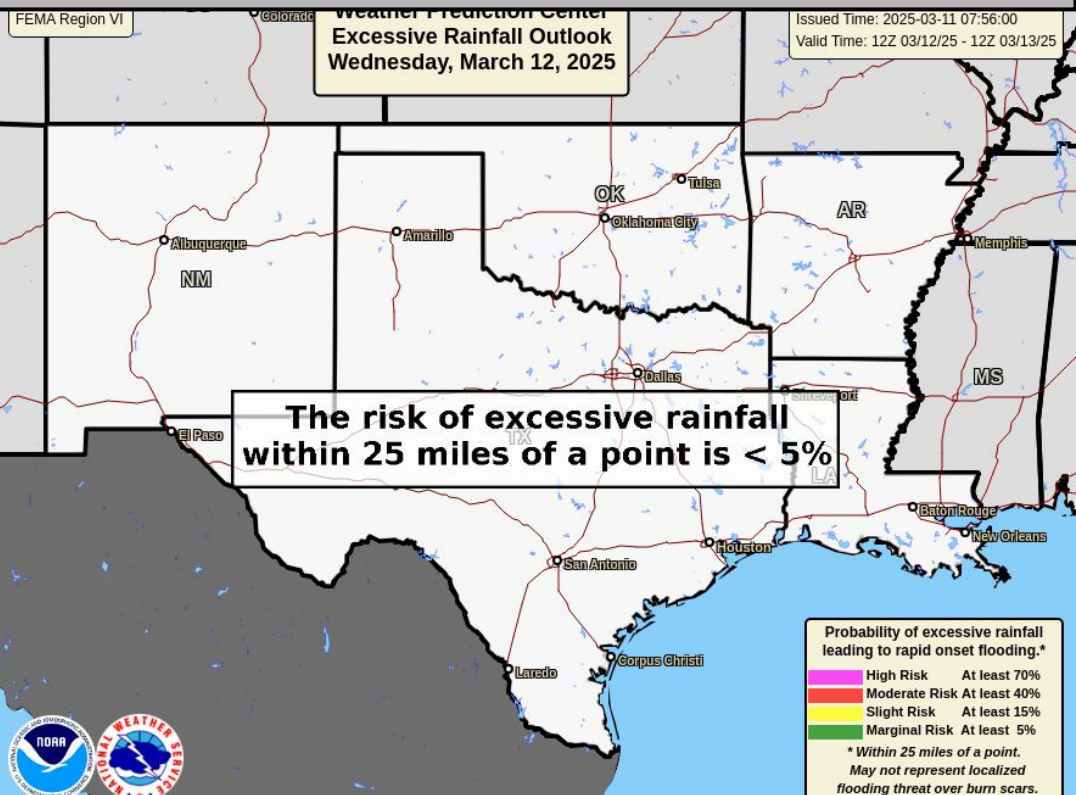 FEMA Region VI
Colorado
Weather Prediction Center
Excessive Rainfall Outlook
Wednesday, March 12, 2025
Issued Time: 2025-03-11 07:56:00
Valid Time: 12Z 03/12/25 - 12Z 03/13/25
Tulsa
OK
AR
Oklahoma City
Amarillo
Albuquerque
Memphis
NM
Dallas
MS
Shreveport
The risk of excessive rainfall
El Paso
TX
within 25 miles of a point is < 5%
LA
Baton Rouge
New Orleans
Houston
San Antonio
Probability of excessive rainfall
leading to rapid onset flooding.*
Corpus Christi
Laredo
High Risk At least 70%
Moderate Risk At least 40%
Slight Risk At least 15%
Marginal Risk At least 5%
* Within 25 miles of a point.
May not represent localized
flooding threat over burn scars.
NOAA
NATIONAL WEATHER SERVICE